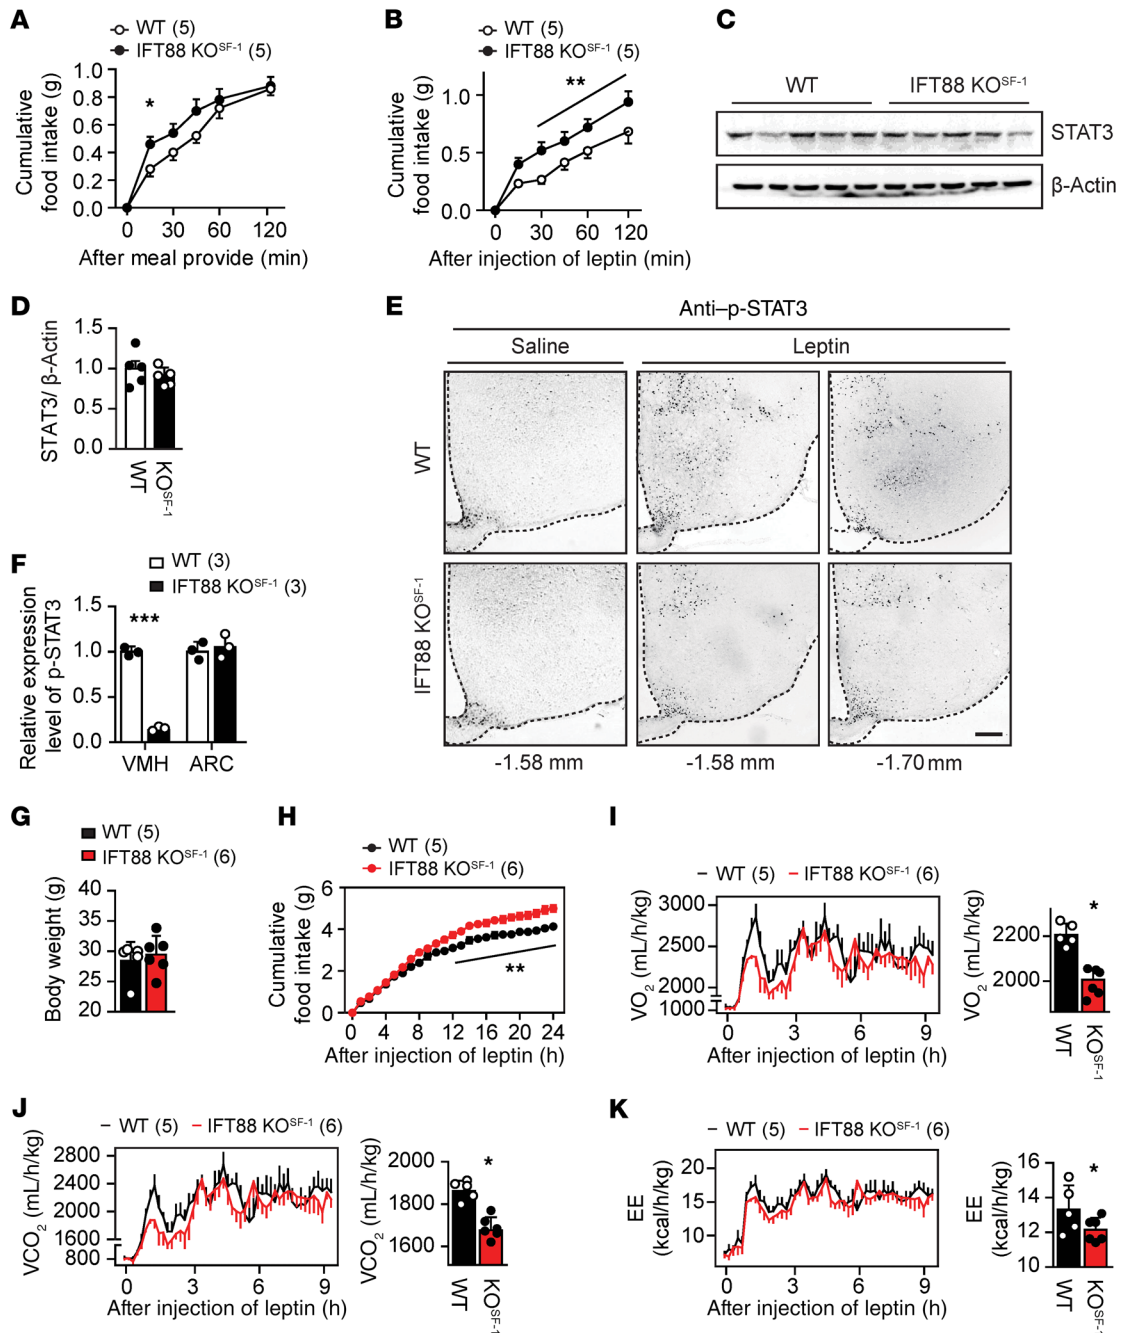 A
WT (5)
IFT88 KO^SF-1 (5)
Cumulative
food intake (g)
1.0
0.8
0.6
0.4
0.2
0.0
*
0 30 60 120
After meal provide (min)
B
WT (5)
IFT88 KO^SF-1 (5)
Cumulative
food intake (g)
1.0
0.5
0.0
**
0 30 60 120
After injection of leptin (min)
C
WT IFT88 KO^SF-1
STAT3
β-Actin
D
STAT3/ β-Actin
1.5
1.0
0.5
0.0
WT
KO^SF-1
E
Anti–p-STAT3
Saline Leptin
WT
IFT88 KO^SF-1
-1.58 mm -1.58 mm -1.70 mm
F
WT (3)
IFT88 KO^SF-1 (3)
Relative expression
level of p-STAT3
1.5
1.0
0.5
0.0
***
VMH ARC
G
WT (5)
IFT88 KO^SF-1 (6)
Body weight (g)
40
35
30
25
20
H
WT (5)
IFT88 KO^SF-1 (6)
Cumulative
food intake (g)
6
4
2
0
**
0 4 8 12 16 20 24
After injection of leptin (h)
I
WT (5) IFT88 KO^SF-1 (6)
VO2 (mL/h/kg)
3000
2500
2000
1000
0 3 6 9
After injection of leptin (h)
VO2 (mL/h/kg)
2200
2000
*
WT
KO^SF-1
J
WT (5) IFT88 KO^SF-1 (6)
VCO2 (mL/h/kg)
2800
2400
2000
1600
800
0 3 6 9
After injection of leptin (h)
VCO2 (mL/h/kg)
2000
1800
1600
*
WT
KO^SF-1
K
WT (5) IFT88 KO^SF-1 (6)
EE
(kcal/h/kg)
20
15
10
0 3 6 9
After injection of leptin (h)
EE
(kcal/h/kg)
16
14
12
10
*
WT
KO^SF-1